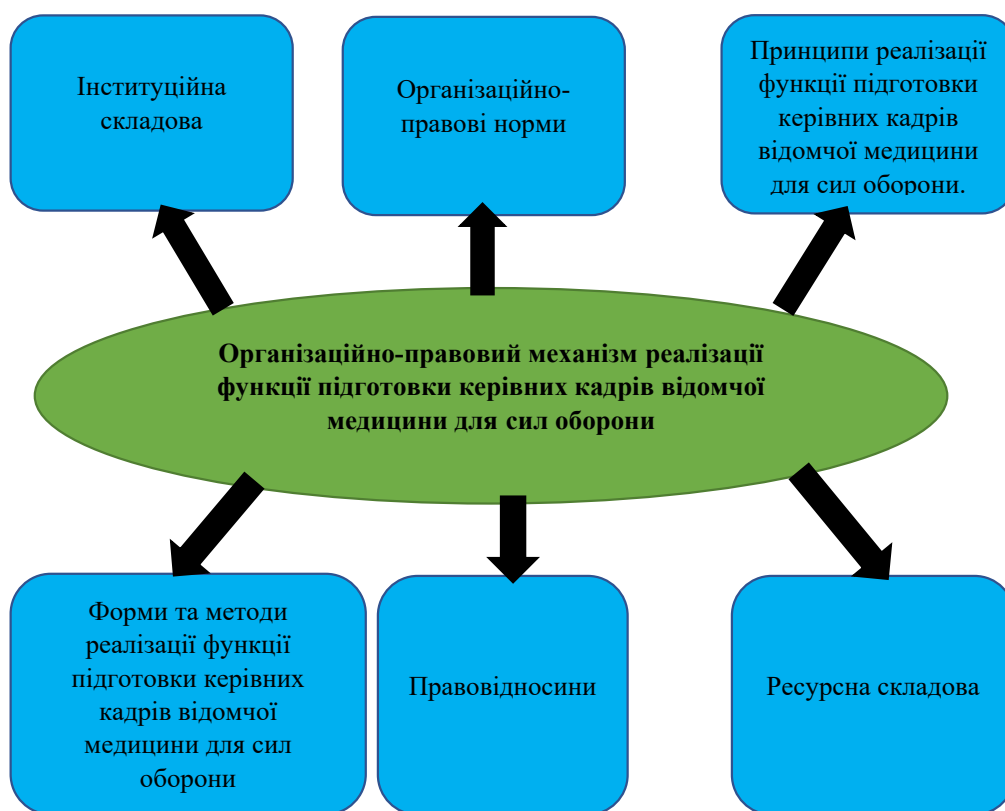 Інституційна
складова
Організаційно-
правові норми
Принципи реалізації
функції підготовки
керівних кадрів
відомчої медицини
для сил оборони.
Організаційно-правовий механізм реалізації
функції підготовки керівних кадрів відомчої
медицини для сил оборони
Форми та методи
реалізації функції
підготовки керівних
кадрів відомчої
медицини для сил
оборони
Правовідносини
Ресурсна складова